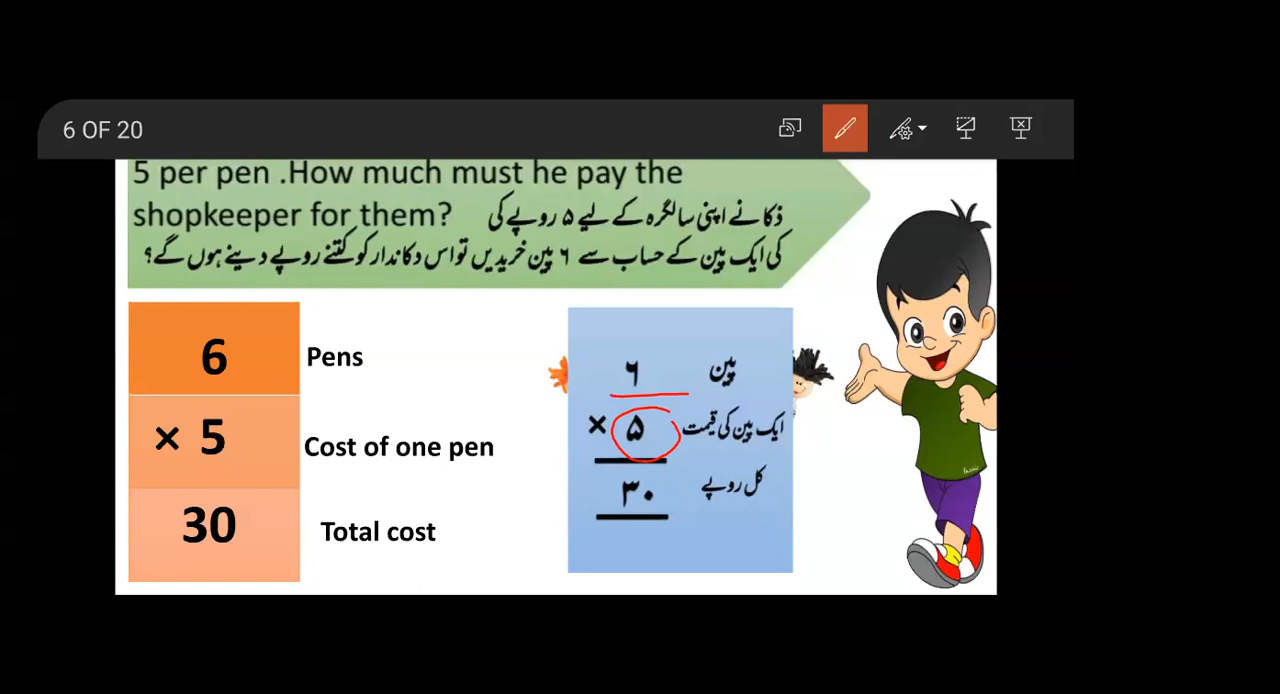 6 OF 20
5 per pen .How much must he pay the
shopkeeper for them? ذکا نے اپنی سالگرہ کے لیے ۵ روپے کی
کی ایک پین کے حساب سے ۶ پین خریدیں تو اس دکاندار کو کتنے روپے دینے ہوں گے؟
6 Pens
× 5 Cost of one pen
30 Total cost
۶ پین
× ۵ ایک پین کی قیمت
۳۰ کل روپے